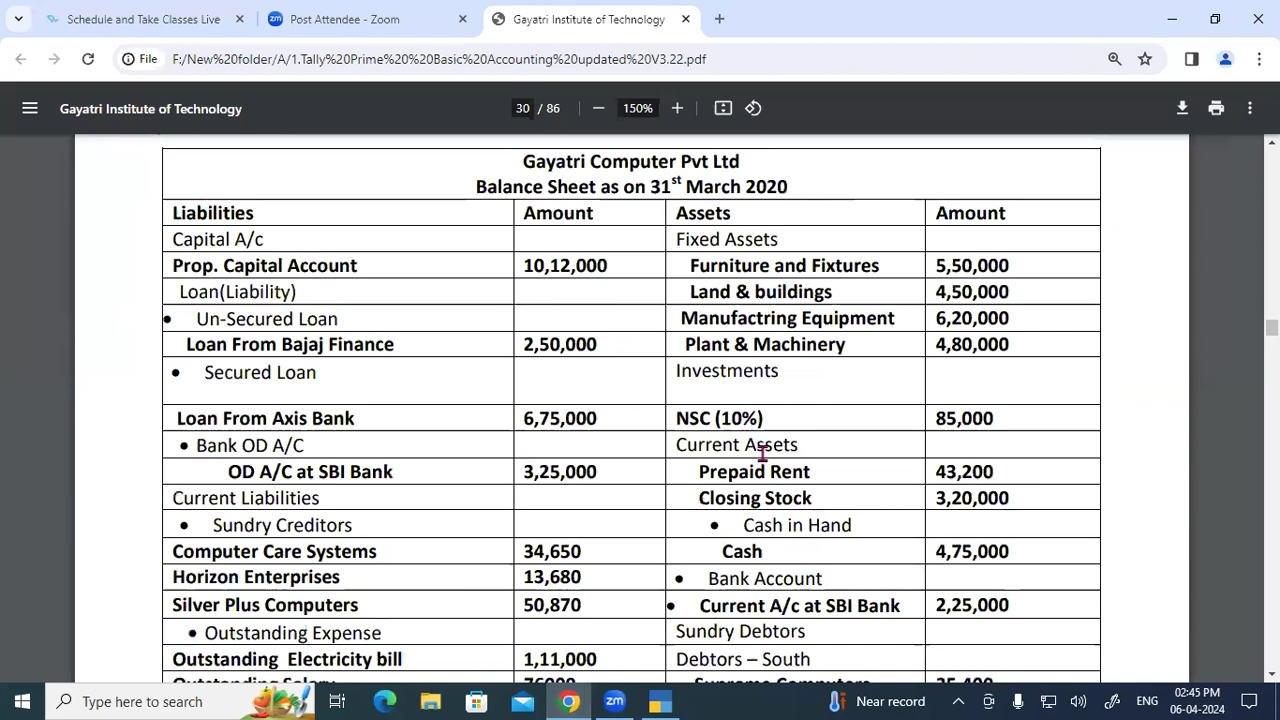 Schedule and Take Classes Live
Post Attendee - Zoom
Gayatri Institute of Technology
File
F:/New%20folder/A/1.Tally%20Prime%20%20Basic%20Accounting%20updated%20V3.22.pdf
Gayatri Institute of Technology
30 / 86
150%
Gayatri Computer Pvt Ltd
Balance Sheet as on 31st March 2020
Liabilities Amount Assets Amount
Capital A/c Fixed Assets
Prop. Capital Account 10,12,000 Furniture and Fixtures 5,50,000
Loan(Liability) Land & buildings 4,50,000
• Un-Secured Loan Manufactring Equipment 6,20,000
Loan From Bajaj Finance 2,50,000 Plant & Machinery 4,80,000
• Secured Loan Investments
Loan From Axis Bank 6,75,000 NSC (10%) 85,000
• Bank OD A/C Current Assets
OD A/C at SBI Bank 3,25,000 Prepaid Rent 43,200
Current Liabilities Closing Stock 3,20,000
• Sundry Creditors • Cash in Hand
Computer Care Systems 34,650 Cash 4,75,000
Horizon Enterprises 13,680 • Bank Account
Silver Plus Computers 50,870 • Current A/c at SBI Bank 2,25,000
• Outstanding Expense Sundry Debtors
Outstanding Electricity bill 1,11,000 Debtors – South
Outstanding Salary 76000 Supreme Computers 35,400
Type here to search
Near record
ENG
02:45 PM
06-04-2024